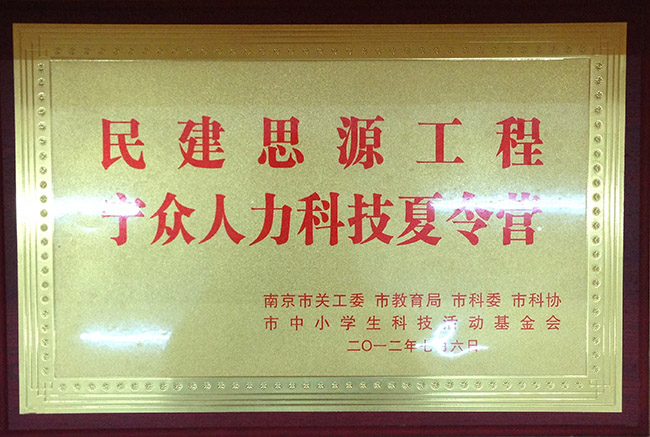 民建思源工程
宁众人力科技夏令营
南京市关工委 市教育局 市科委 市科协
市中小学生科技活动基金会
二〇一二年七月六日